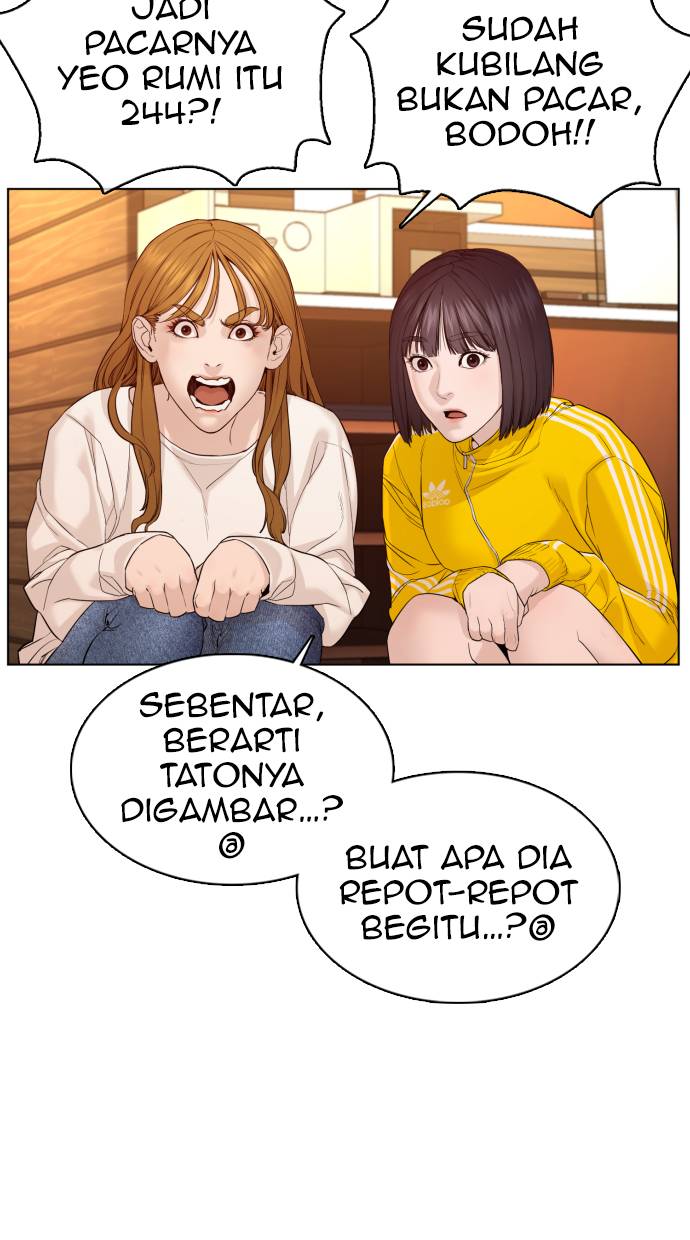 JADI
PACARNYA
YEO RUMI ITU
244?!
SUDAH
KUBILANG
BUKAN PACAR,
BODOH!!
SEBENTAR,
BERARTI
TATONYA
DIGAMBAR...?
@
BUAT APA DIA
REPOT-REPOT
BEGITU...?@